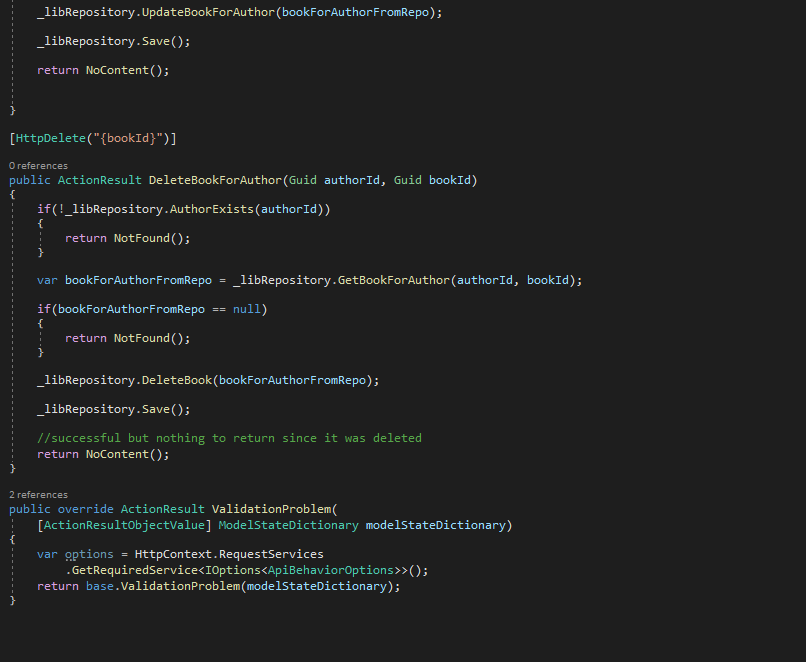 _libRepository.UpdateBookForAuthor(bookForAuthorFromRepo);
_libRepository.Save();
return NoContent();
}
[HttpDelete("{bookId}")]
0 references
public ActionResult DeleteBookForAuthor(Guid authorId, Guid bookId)
{
if(!_libRepository.AuthorExists(authorId))
{
return NotFound();
}
var bookForAuthorFromRepo = _libRepository.GetBookForAuthor(authorId, bookId);
if(bookForAuthorFromRepo == null)
{
return NotFound();
}
_libRepository.DeleteBook(bookForAuthorFromRepo);
_libRepository.Save();
//successful but nothing to return since it was deleted
return NoContent();
}
2 references
public override ActionResult ValidationProblem(
[ActionResultObjectValue] ModelStateDictionary modelStateDictionary)
{
var options = HttpContext.RequestServices
.GetRequiredService<IOptions<ApiBehaviorOptions>>();
return base.ValidationProblem(modelStateDictionary);
}